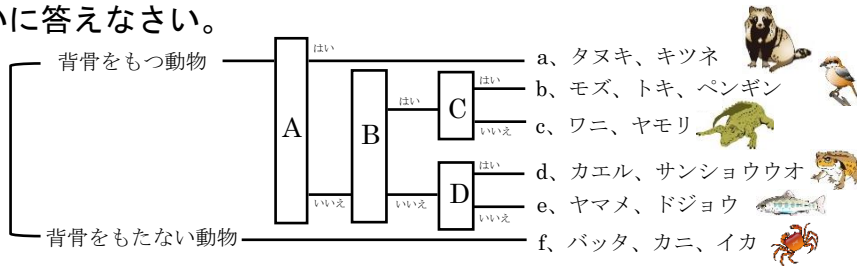 いに答えなさい。
背骨をもつ動物
はい
a、タヌキ、キツネ
はい
b、モズ、トキ、ペンギン
はい
C
A
B
いいえ
c、ワニ、ヤモリ
はい
d、カエル、サンショウウオ
いいえ
いいえ
D
いいえ
e、ヤマメ、ドジョウ
背骨をもたない動物
f、バッタ、カニ、イカ